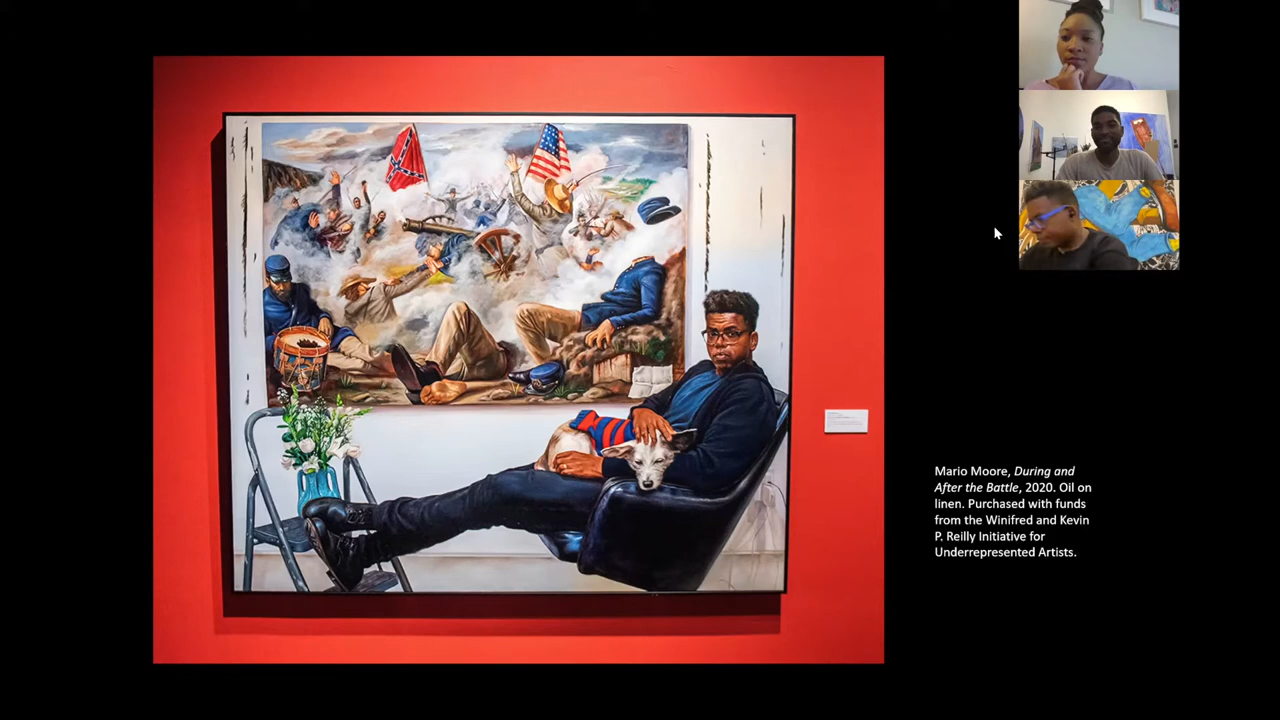 Mario Moore, During and
After the Battle, 2020. Oil on
linen. Purchased with funds
from the Winifred and Kevin
P. Reilly Initiative for
Underrepresented Artists.